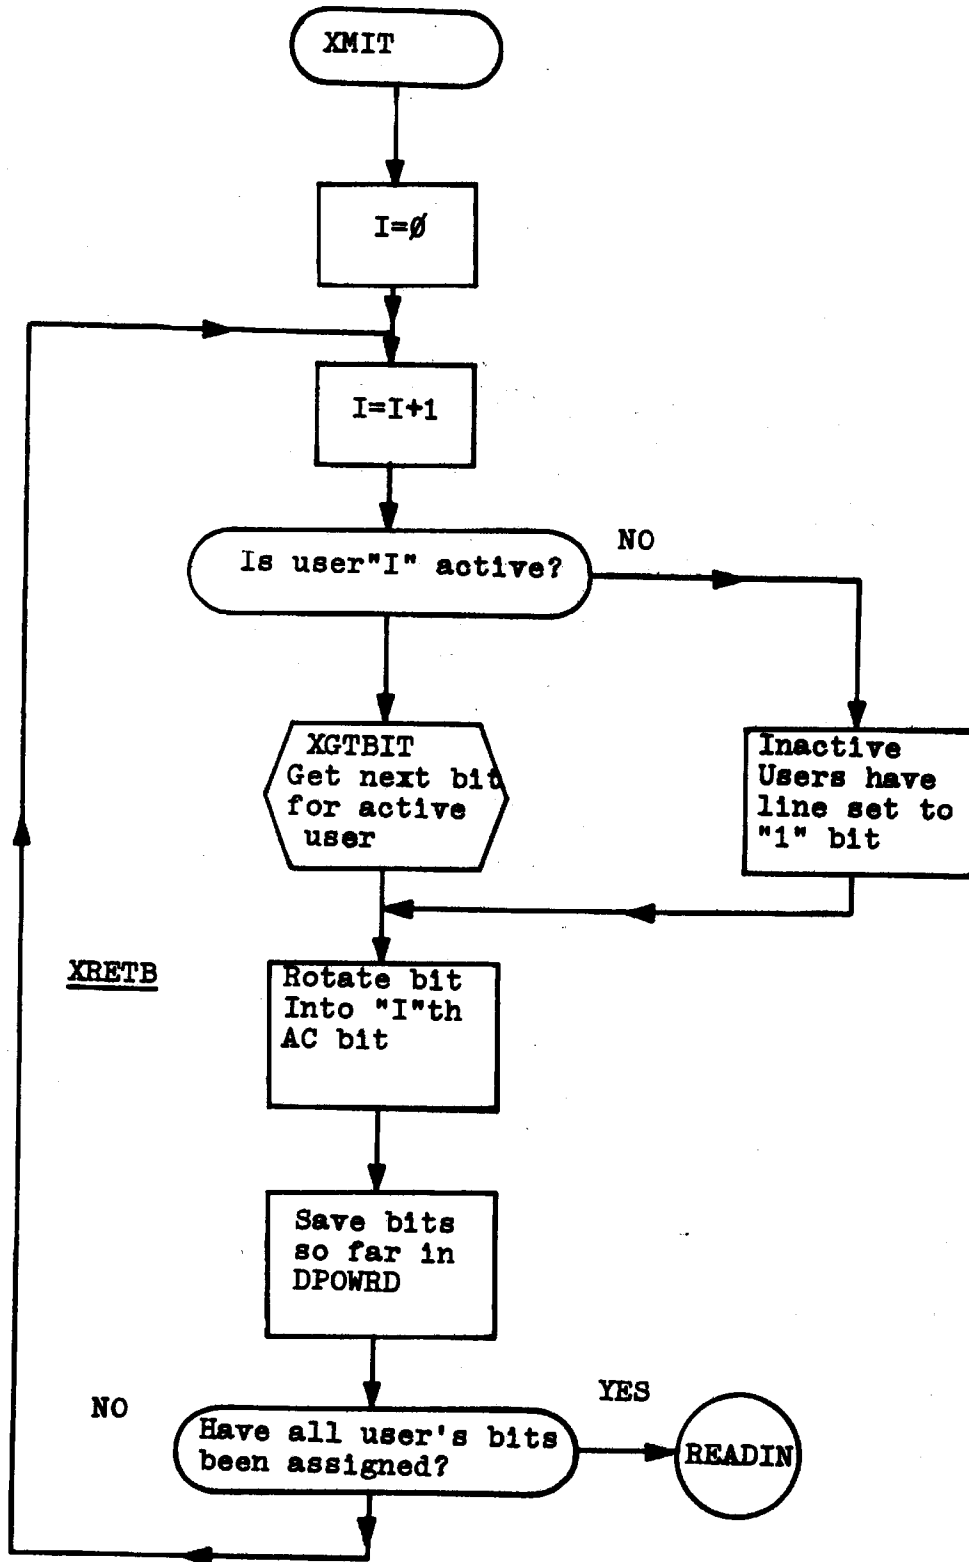 XMIT
I=Ø
I=I+1
Is user"I" active?
NO
XGTBIT
Get next bit
for active
user
Inactive
Users have
line set to
"1" bit
XRETB
Rotate bit
Into "I"th
AC bit
Save bits
so far in
DPOWRD
NO
YES
Have all user's bits
been assigned?
READIN